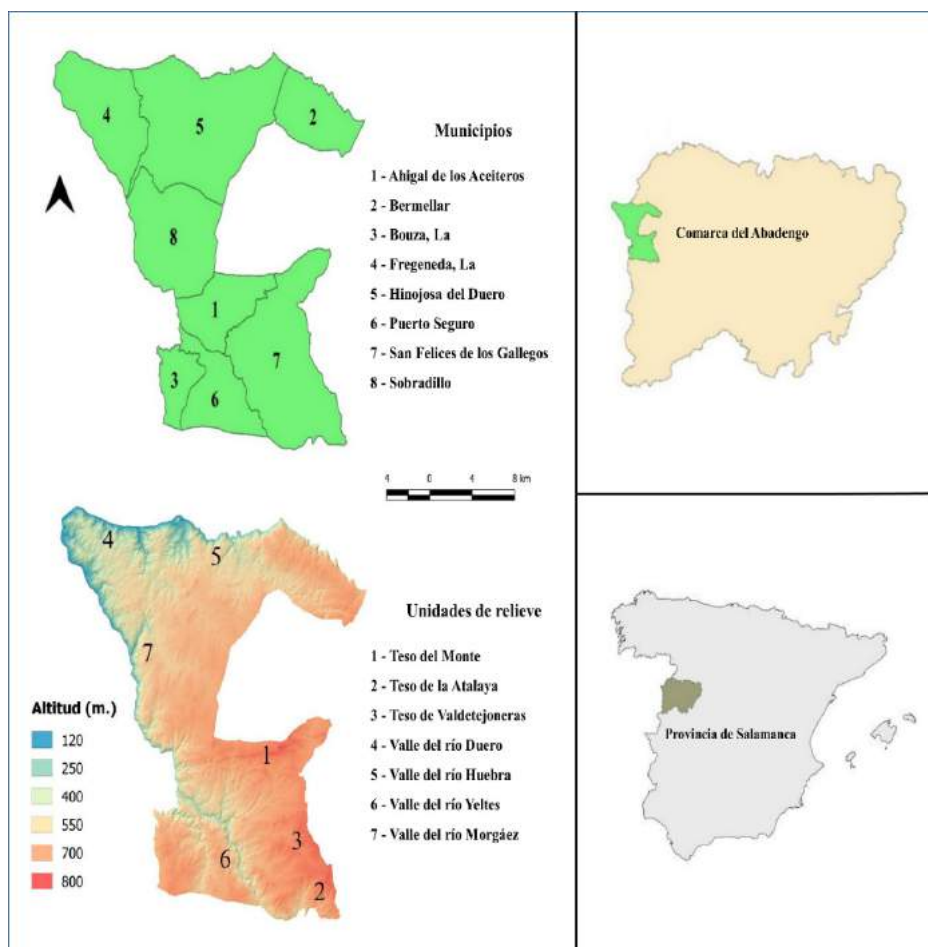 4
5
2
8
1
7
3
6
Municipios
1 - Ahigal de los Aceiteros
2 - Bermellar
3 - Bouza, La
4 - Fregeneda, La
5 - Hinojosa del Duero
6 - Puerto Seguro
7 - San Felices de los Gallegos
8 - Sobradillo
Comarca del Abadengo
4 0 4 8 km
4
5
7
1
3
6
2
Unidades de relieve
1 - Teso del Monte
2 - Teso de la Atalaya
3 - Teso de Valdetejoneras
4 - Valle del río Duero
5 - Valle del río Huebra
6 - Valle del río Yeltes
7 - Valle del río Morgáez
Altitud (m.)
120
250
400
550
700
800
Provincia de Salamanca